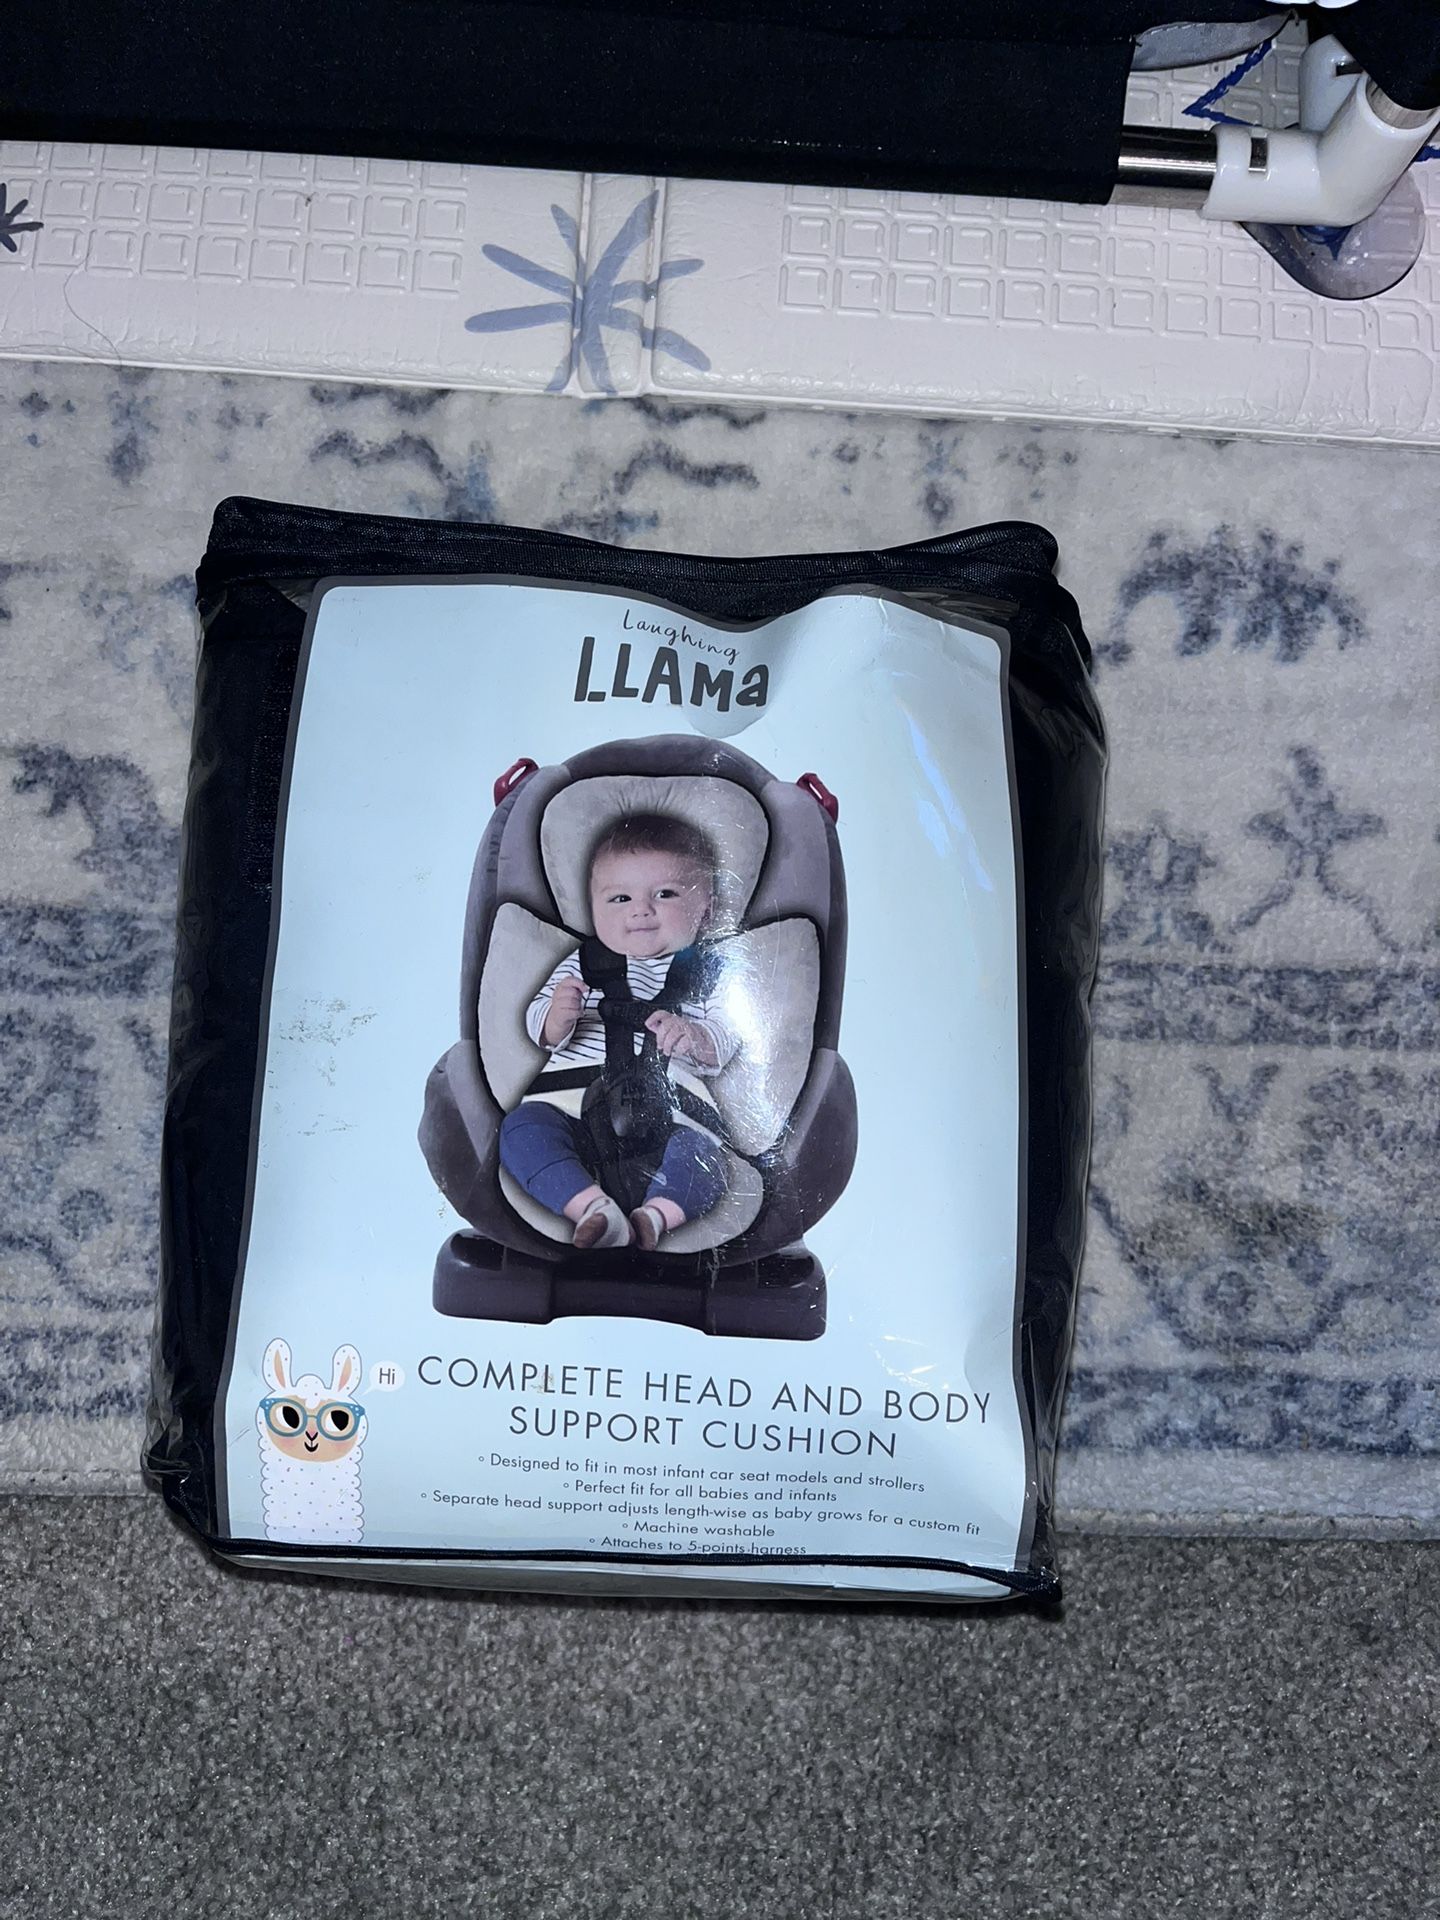 Laughing
LLAMa
Hi
COMPLETE HEAD AND BODY
SUPPORT CUSHION
° Designed to fit in most infant car seat models and strollers
° Perfect fit for all babies and infants
° Separate head support adjusts length-wise as baby grows for a custom fit
° Machine washable
° Attaches to 5-points harness